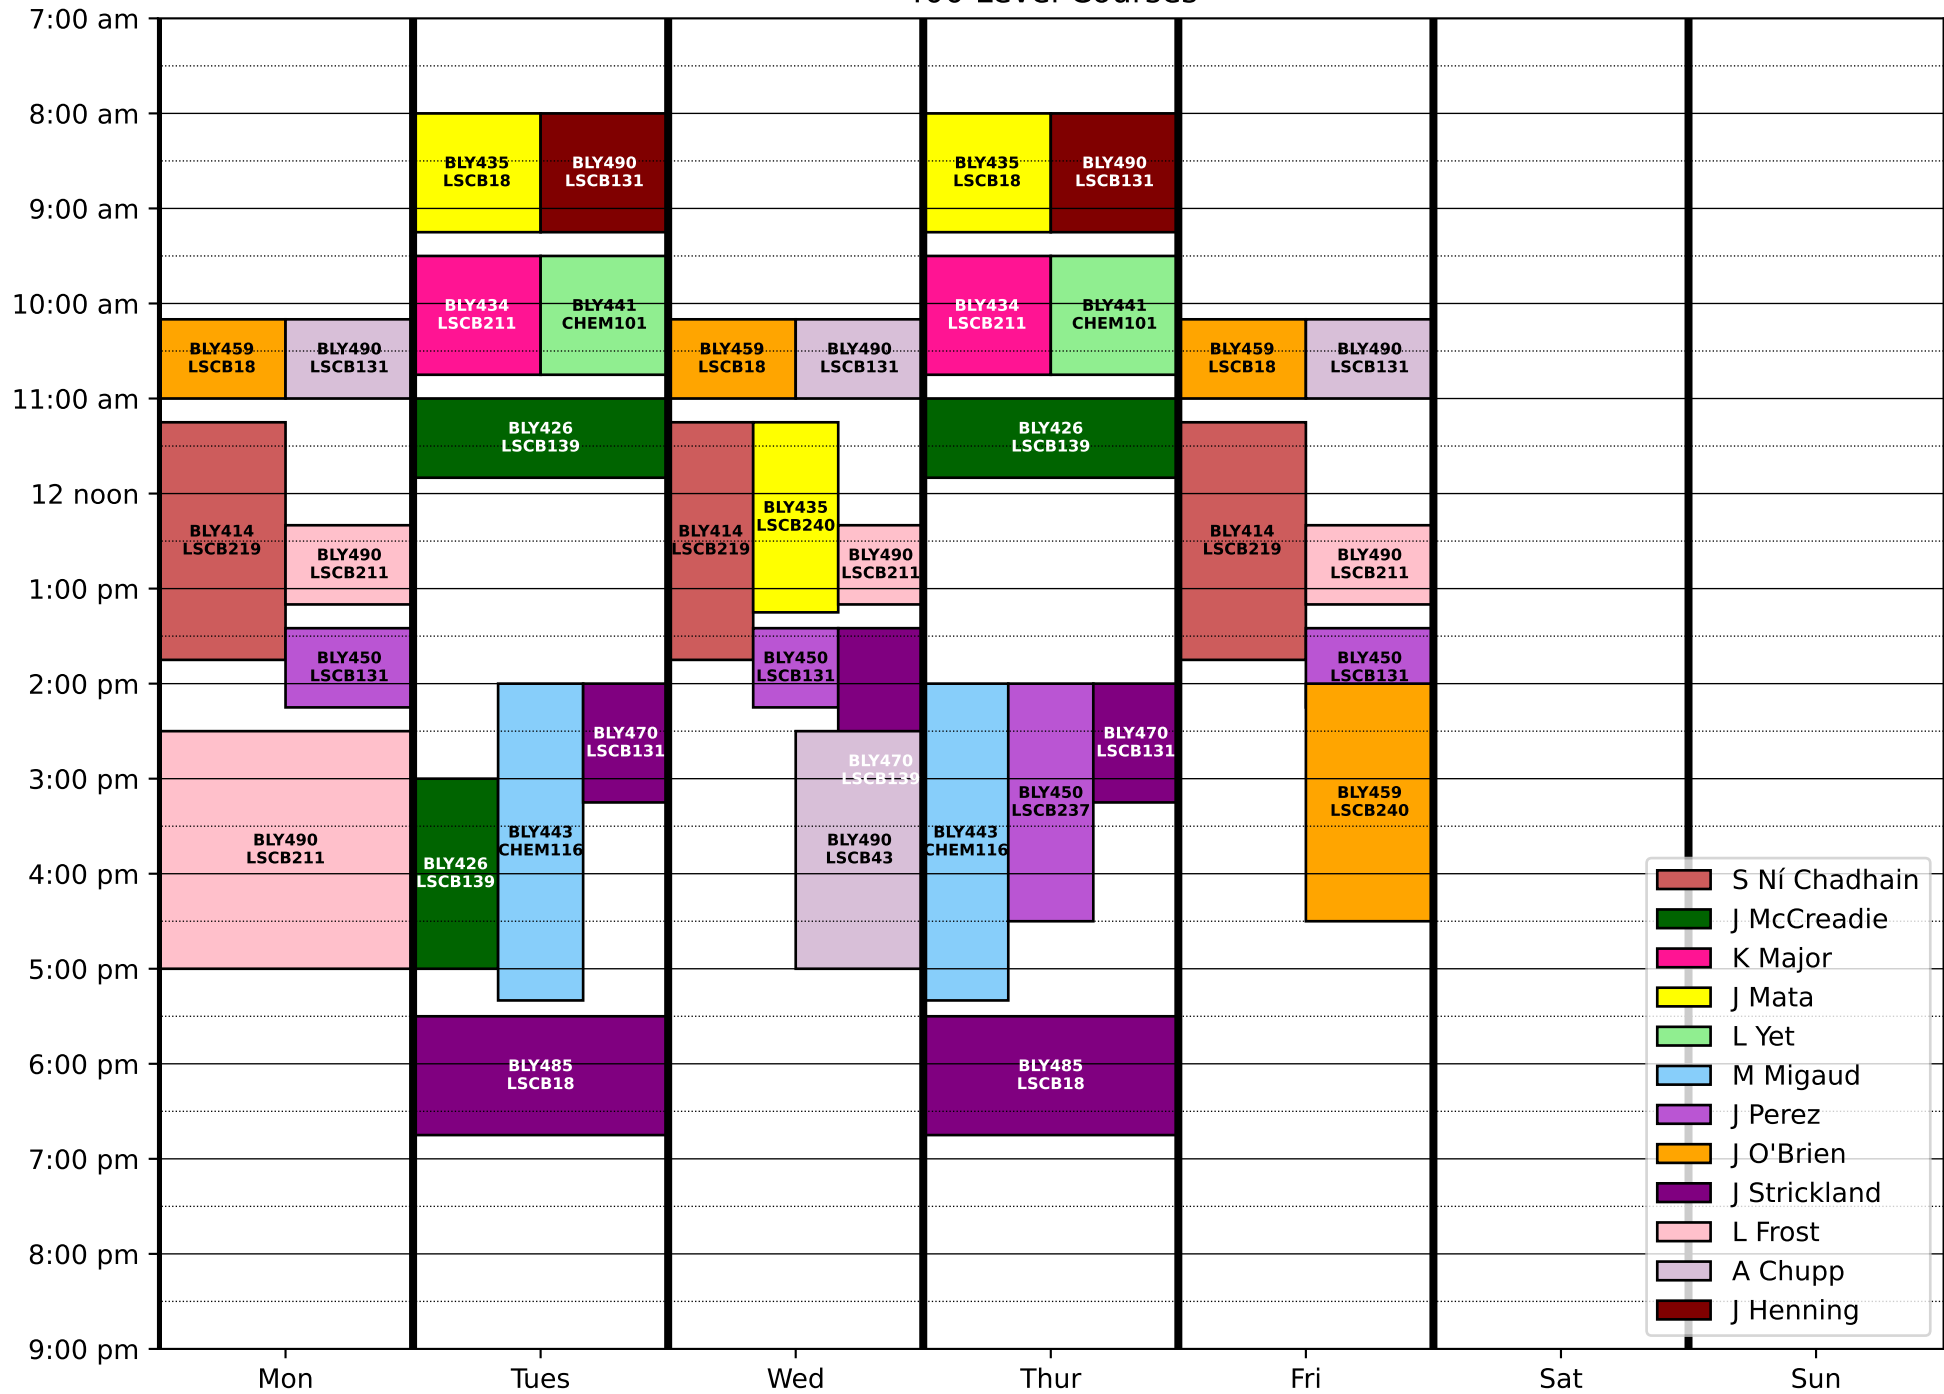 Level Courses
7:00 am
8:00 am
9:00 am
10:00 am
11:00 am
12 noon
1:00 pm
2:00 pm
3:00 pm
4:00 pm
5:00 pm
6:00 pm
7:00 pm
8:00 pm
9:00 pm
BLY459
LSCB18
BLY490
LSCB131
BLY414
LSCB219
BLY490
LSCB211
BLY450
LSCB131
BLY490
LSCB211
BLY435
LSCB18
BLY490
LSCB131
BLY434
LSCB211
BLY441
CHEM101
BLY426
LSCB139
BLY470
LSCB131
BLY443
CHEM116
BLY426
LSCB139
BLY485
LSCB18
BLY459
LSCB18
BLY490
LSCB131
BLY414
LSCB219
BLY435
LSCB240
BLY490
LSCB211
BLY450
LSCB131
BLY470
LSCB139
BLY490
LSCB43
BLY435
LSCB18
BLY490
LSCB131
BLY434
LSCB211
BLY441
CHEM101
BLY426
LSCB139
BLY470
LSCB131
BLY450
LSCB237
BLY443
CHEM116
BLY485
LSCB18
BLY459
LSCB18
BLY490
LSCB131
BLY414
LSCB219
BLY490
LSCB211
BLY450
LSCB131
BLY459
LSCB240
S Ní Chadhain
J McCreadie
K Major
J Mata
L Yet
M Migaud
J Perez
J O'Brien
J Strickland
L Frost
A Chupp
J Henning
Mon
Tues
Wed
Thur
Fri
Sat
Sun